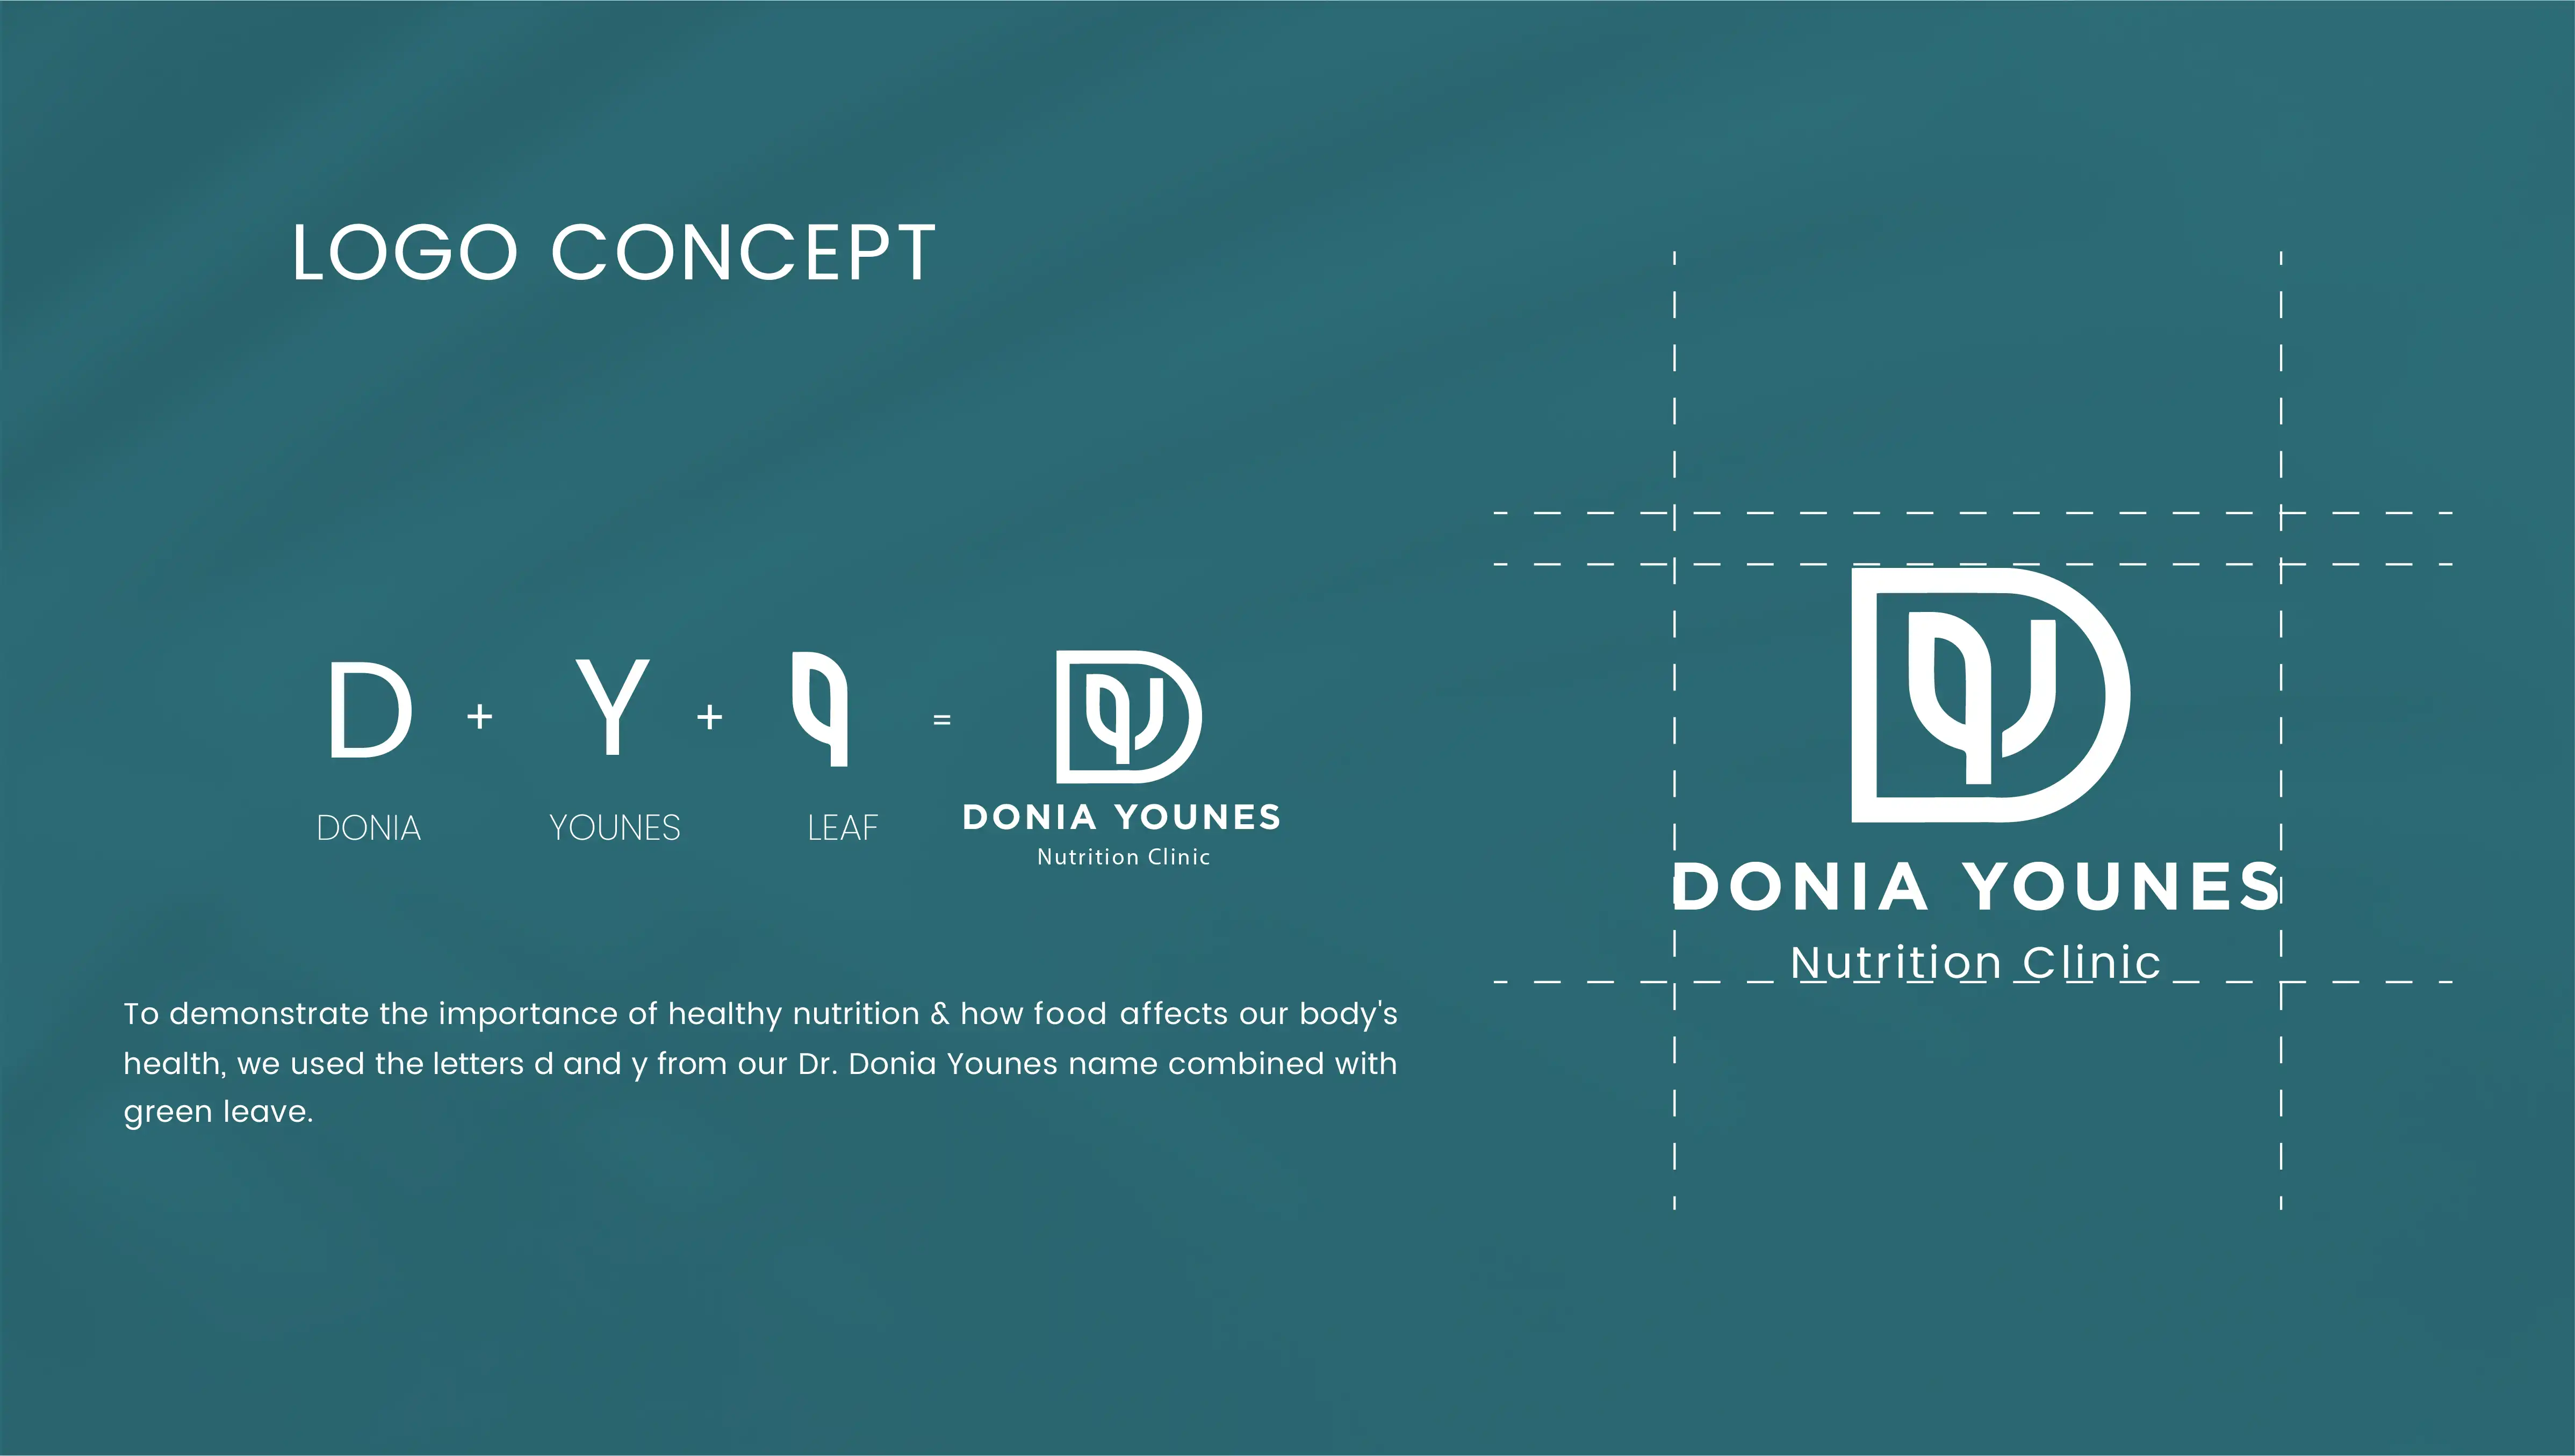 LOGO CONCEPT
D + Y + =
DONIA YOUNES LEAF
DONIA YOUNES
Nutrition Clinic
To demonstrate the importance of healthy nutrition & how food affects our body's
health, we used the letters d and y from our Dr. Donia Younes name combined with
green leave.
DONIA YOUNES
Nutrition Clinic